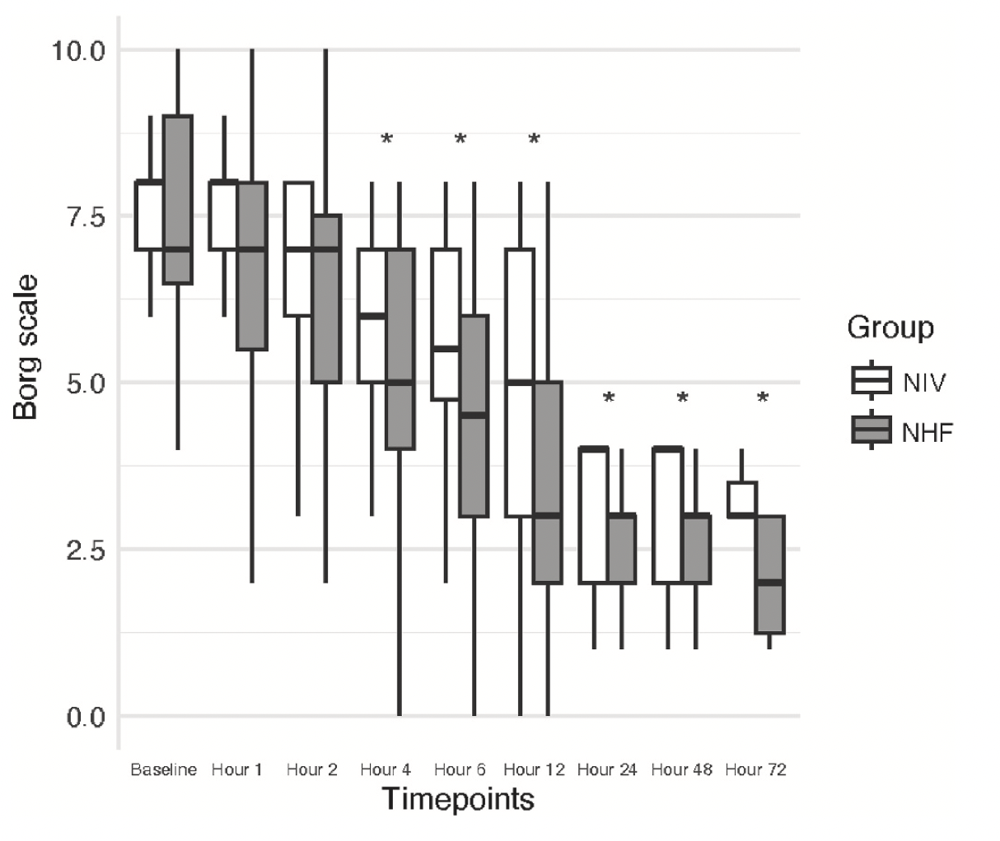 10.0
7.5
5.0
2.5
0.0
Borg scale
* * *
* * *
Baseline Hour 1 Hour 2 Hour 4 Hour 6 Hour 12 Hour 24 Hour 48 Hour 72
Timepoints
Group
NIV
NHF